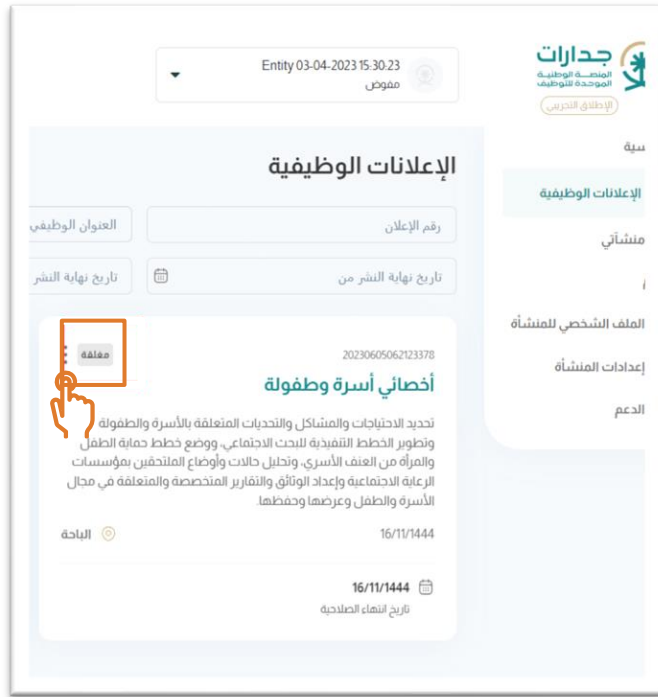 جدارات
المنصة الوطنية
الموحدة للتوظيف
(الإطلاق التجريبي)
Entity 03-04-2023 15:30:23
مفوض
سية
الإعلانات الوظيفية
منشآتي
الملف الشخصي للمنشأة
إعدادات المنشأة
الدعم
الإعلانات الوظيفية
رقم الإعلان
العنوان الوظيفي
تاريخ نهاية النشر من
تاريخ نهاية النشر
20230605062123378
مغلقة
أخصائي أسرة وطفولة
تحديد الاحتياجات والمشاكل والتحديات المتعلقة بالأسرة والطفولة
وتطوير الخطط التنفيذية للبحث الاجتماعي، ووضع خطط حماية الطفل
والمرأة من العنف الأسري، وتحليل حالات وأوضاع الملتحقين بمؤسسات
الرعاية الاجتماعية وإعداد الوثائق والتقارير المتخصصة والمتعلقة في مجال
الأسرة والطفل وعرضها وحفظها.
16/11/1444
الباحة
16/11/1444
تاريخ انتهاء الصلاحية